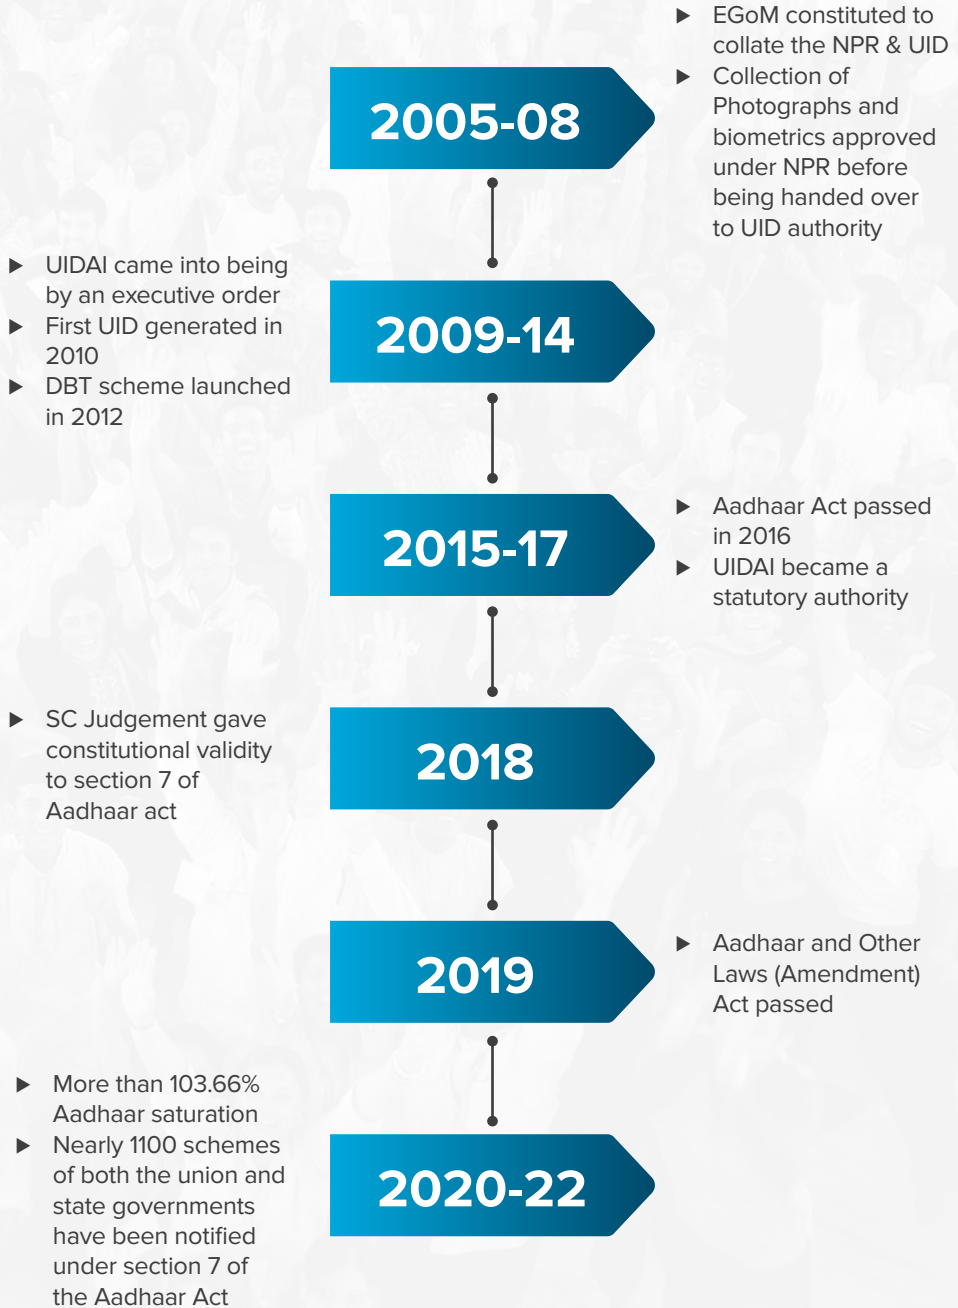 ▶ EGoM constituted to
collate the NPR & UID
▶ Collection of
Photographs and
biometrics approved
under NPR before
being handed over
to UID authority
2005-08
▶ UIDAI came into being
by an executive order
▶ First UID generated in
2010
▶ DBT scheme launched
in 2012
2009-14
2015-17
▶ Aadhaar Act passed
in 2016
▶ UIDAI became a
statutory authority
▶ SC Judgement gave
constitutional validity
to section 7 of
Aadhaar act
2018
2019
▶ Aadhaar and Other
Laws (Amendment)
Act passed
▶ More than 103.66%
Aadhaar saturation
▶ Nearly 1100 schemes
of both the union and
state governments
have been notified
under section 7 of
the Aadhaar Act
2020-22